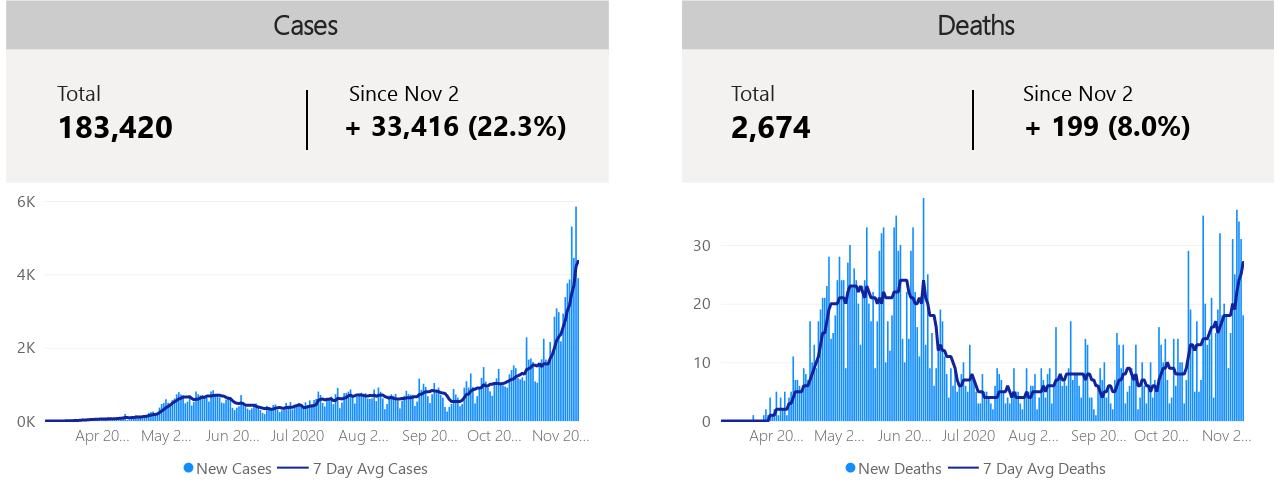 Cases
Total
183,420
Since Nov 2
+ 33,416 (22.3%)
6K
4K
2K
0K
Apr 20... May 2... Jun 20... Jul 2020 Aug 2... Sep 20... Oct 20... Nov 20...
New Cases 7 Day Avg Cases
Deaths
Total
2,674
Since Nov 2
+ 199 (8.0%)
30
20
10
0
Apr 20... May 2... Jun 20... Jul 2020 Aug 2... Sep 20... Oct 20... Nov 2...
New Deaths 7 Day Avg Deaths